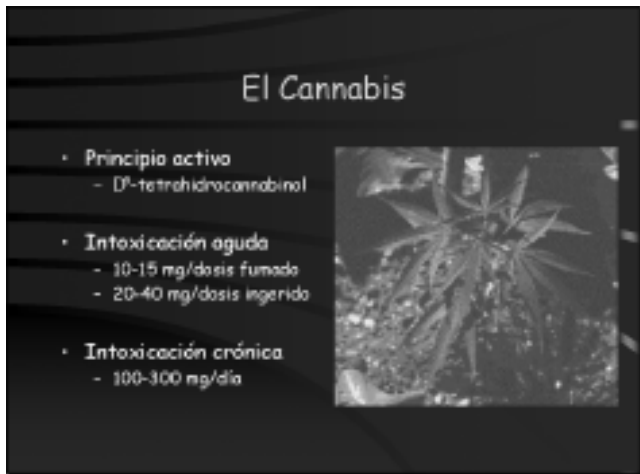 El Cannabis
• Principio activo
– D⁹-tetrahidrocannabinol
• Intoxicación aguda
– 10-15 mg/dosis fumado
– 20-40 mg/dosis ingerido
• Intoxicación crónica
– 100-300 mg/día